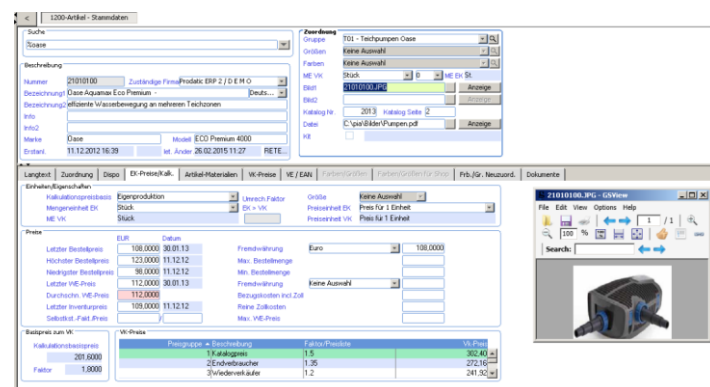 < 1200-Artikel - Stammdaten
Suche
%oase
Beschreibung
Nummer 21010100 Zuständige Firma Prodatic ERP 2 / D E M O
Bezeichnung1 Oase Aquamax Eco Premium - Deuts...
Bezeichnung2 effiziente Wasserbewegung an mehreren Teichzonen
Info
Info2
Marke Oase Modell ECO Premium 4000
Erstanl. 11.12.2012 16:39 let. Änder. 26.02.2015 11:27 RETE...
Zuordnung
Gruppe T01 - Teichpumpen Oase
Größen Keine Auswahl
Farben Keine Auswahl
ME VK Stück 0 ME EK St.
Bild1 21010100.JPG Anzeige
Bild2 Anzeige
Katalog Nr. 2013 Katalog Seite 2
Datei C:\pia\Bilder\Pumpen.pdf Anzeige
Kit
Langtext Zuordnung Dispo EK-Preise/Kalk. Artikel-Materialien VK-Preise VE / EAN Farben/Größen Farben/Größen für Shop Frb./Gr. Neuzuord. Dokumente
Einheiten/Eigenschaften
Kalkulationspreisbasis Eigenproduktion Umrech.Faktor Größe Keine Auswahl
Mengeneinheit EK Stück EK > VK Preiseinheit EK Preis für 1 Einheit
ME VK Stück Preiseinheit VK Preis für 1 Einheit
Preise
EUR Datum
Letzter Bestellpreis 108,0000 30.01.13 Fremdwährung Euro 108,0000
Höchster Bestellpreis 123,0000 11.12.12 Max. Bestellmenge
Niedrigster Bestellpreis 98,0000 11.12.12 Min. Bestellmenge
Letzter WE-Preis 112,0000 30.01.13 Fremdwährung Keine Auswahl
Durchschn. WE-Preis 112,0000 Bezugskosten incl.Zoll
Letzter Inventurpreis 109,0000 11.12.12 Reine Zollkosten
Selbstkst.-Fakt./Preis / Max. WE-Preis
Basispreis zum VK
Kalkulationsbasispreis
201,6000
Faktor 1,8000
VK-Preise
Preisgruppe Beschreibung Faktor/Preisliste VK-Preis
1 Katalogpreis 1.5 302,40
2 Endverbraucher 1.35 272,16
3 Wiederverkäufer 1.2 241,92
21010100.JPG - GSView
File Edit View Options Help
1 / 1
100 %
Search: